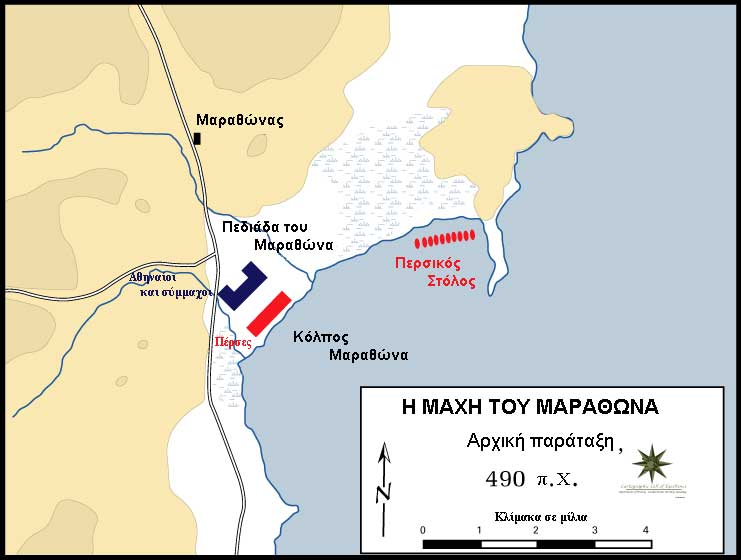 Μαραθώνας
Πεδιάδα του
Μαραθώνα
Αθηναίοι
και σύμμαχοι
Περσικός
Στόλος
Πέρσες
Κόλπος
Μαραθώνα
Η ΜΑΧΗ ΤΟΥ ΜΑΡΑΘΩΝΑ
Αρχική παράταξη ,
490 π.χ.
N
Κλίμακα σε μίλια
0 1 2 3 4